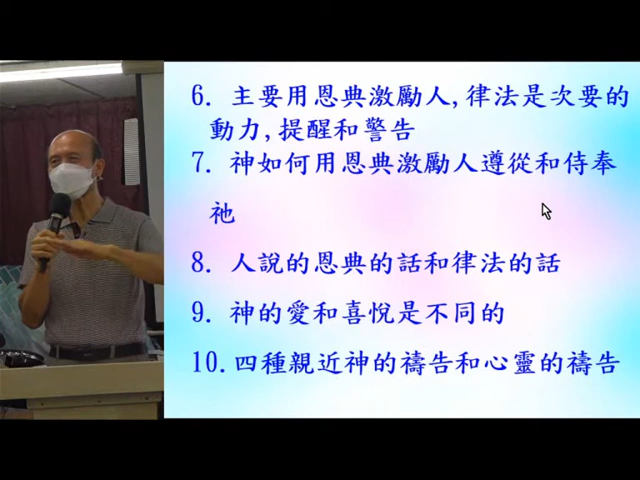 6. 主要用恩典激勵人,律法是次要的
動力,提醒和警告
7. 神如何用恩典激勵人遵從和侍奉
祂
8. 人說的恩典的話和律法的話
9. 神的愛和喜悅是不同的
10.四種親近神的禱告和心靈的禱告